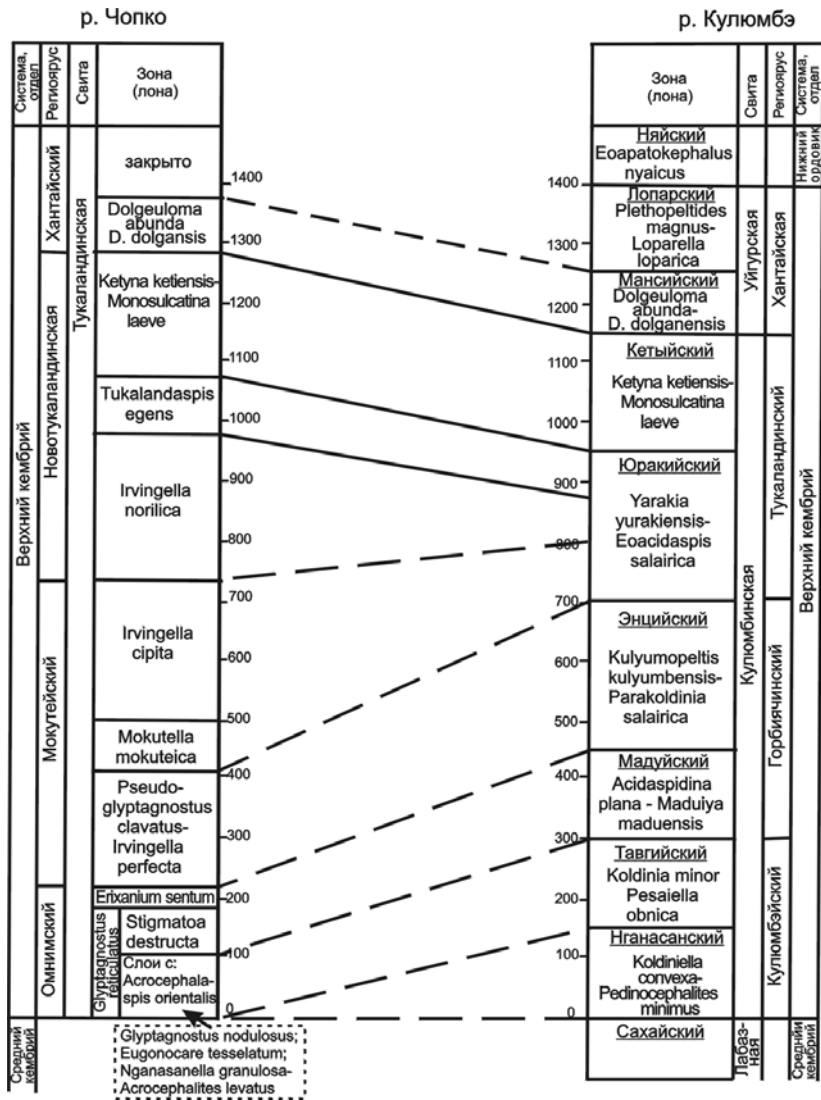 р. Чопко
Система,
отдел
Региоярус
Свита
Зона
(лона)
Верхний кембрий
Средний
кембрий
Хантайский
Новотукаландинская
Мокутейский
Омнимский
Тукаландинская
закрыто
Dolgeuloma
abunda
D. dolgansis
Ketyna ketiensis-
Monosulcatina
laeve
Tukalandaspis
egens
Irvingella
norilica
Irvingella
cipita
Mokutella
mokuteica
Pseudo-
glyptagnostus
clavatus-
Irvingella
perfecta
Erixanium sentum
Glyptagnostus
reticulatus
Stigmatoa
destructa
Слои с:
Acrocephala-
spis orientalis
Glyptagnostus nodulosus;
Eugonocare tesselatum;
Nganasanella granulosa-
Acrocephalites levatus
1400
1300
1200
1100
1000
900
800
700
600
500
400
300
200
100
0
р. Кулюмбэ
Зона
(лона)
Свита
Региоярус
Система,
отдел
1400
1300
1200
1100
1000
900
800
700
600
500
400
300
200
100
0
Няйский
Eoapatokephalus
nyaicus
Лопарский
Plethopeltides
magnus-
Loparella
loparica
Мансийский
Dolgeuloma
abunda-
D. dolganensis
Кетыйский
Ketyna ketiensis-
Monosulcatina
laeve
Юракийский
Yarakia
yurakiensis-
Eoacidaspis
salairica
Энцийский
Kulyumopeltis
kulyumbensis-
Parakoldinia
salairica
Мадуйский
Acidaspidina
plana - Maduiya
maduensis
Тавгийский
Koldinia minor
Pesaiella
obnica
Нганасанский
Koldiniella
convexa-
Pedinocephalites
minimus
Сахайский
Уйгурская
Кулюмбинская
Лабаз-
ная
Хантайская
Тукаландинский
Горбиячинский
Кулюмбэйский
Нижний
ордовик
Верхний кембрий
Средний
кембрий